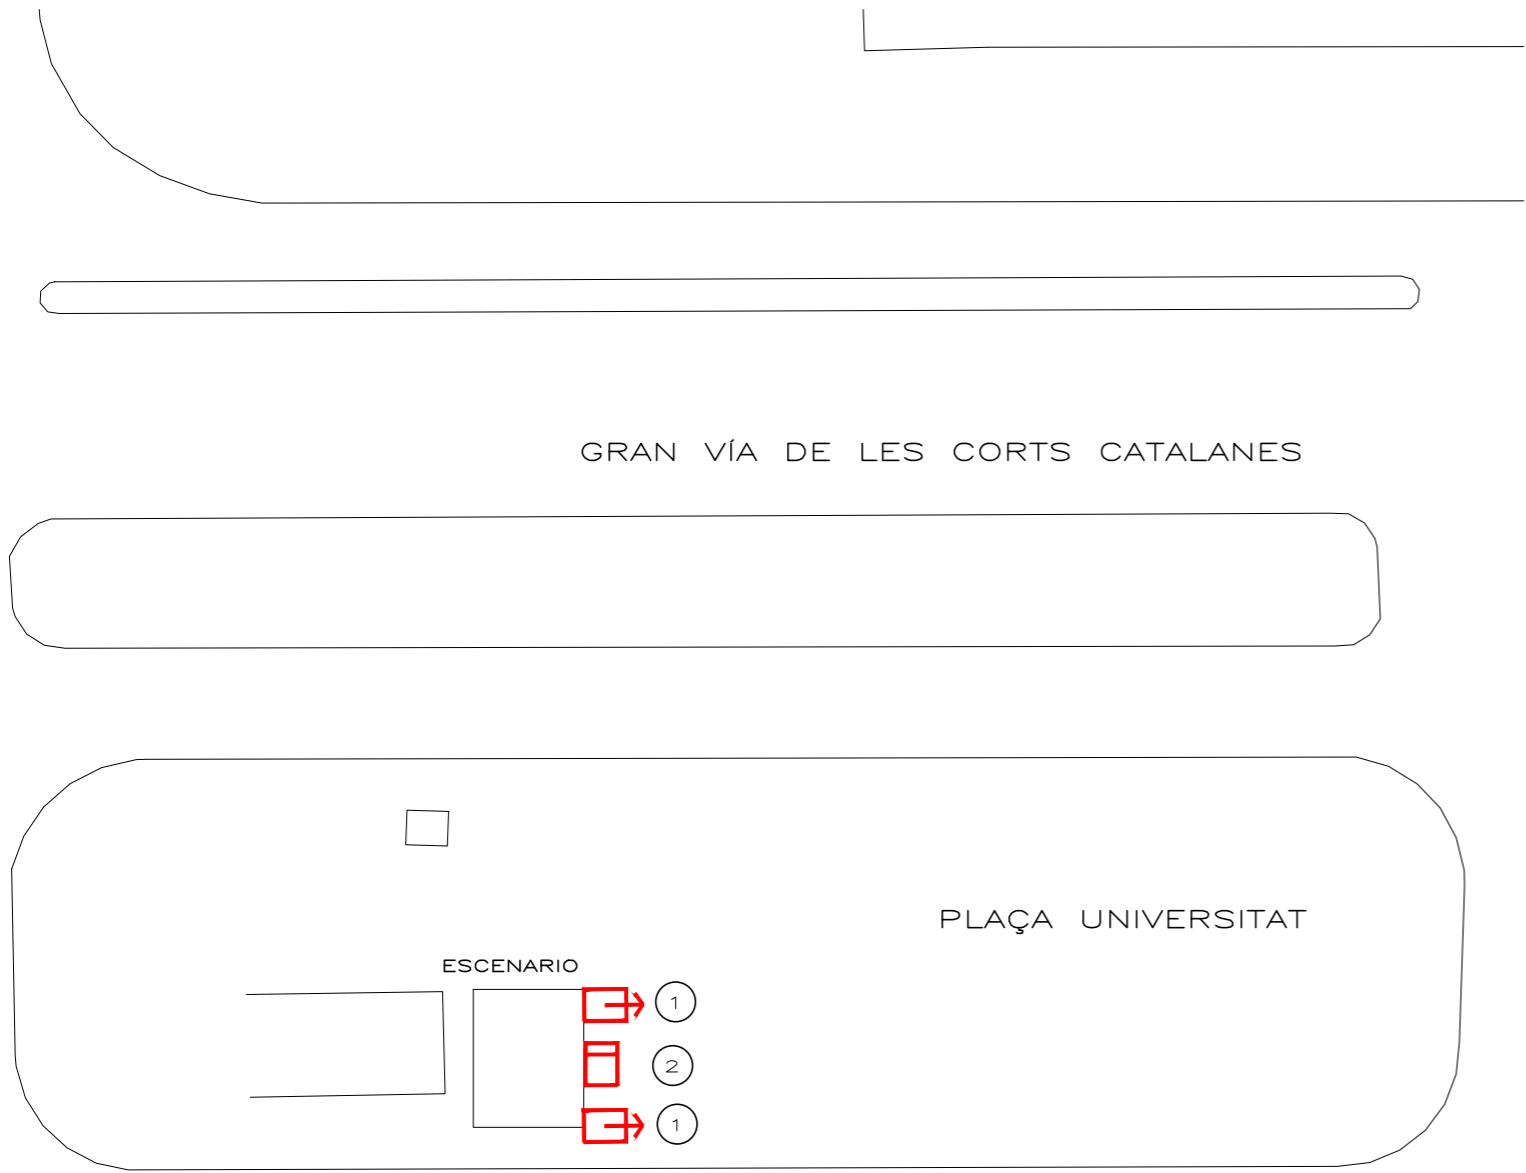 GRAN VÍA DE LES CORTS CATALANES
PLAÇA UNIVERSITAT
ESCENARIO
1
2
1